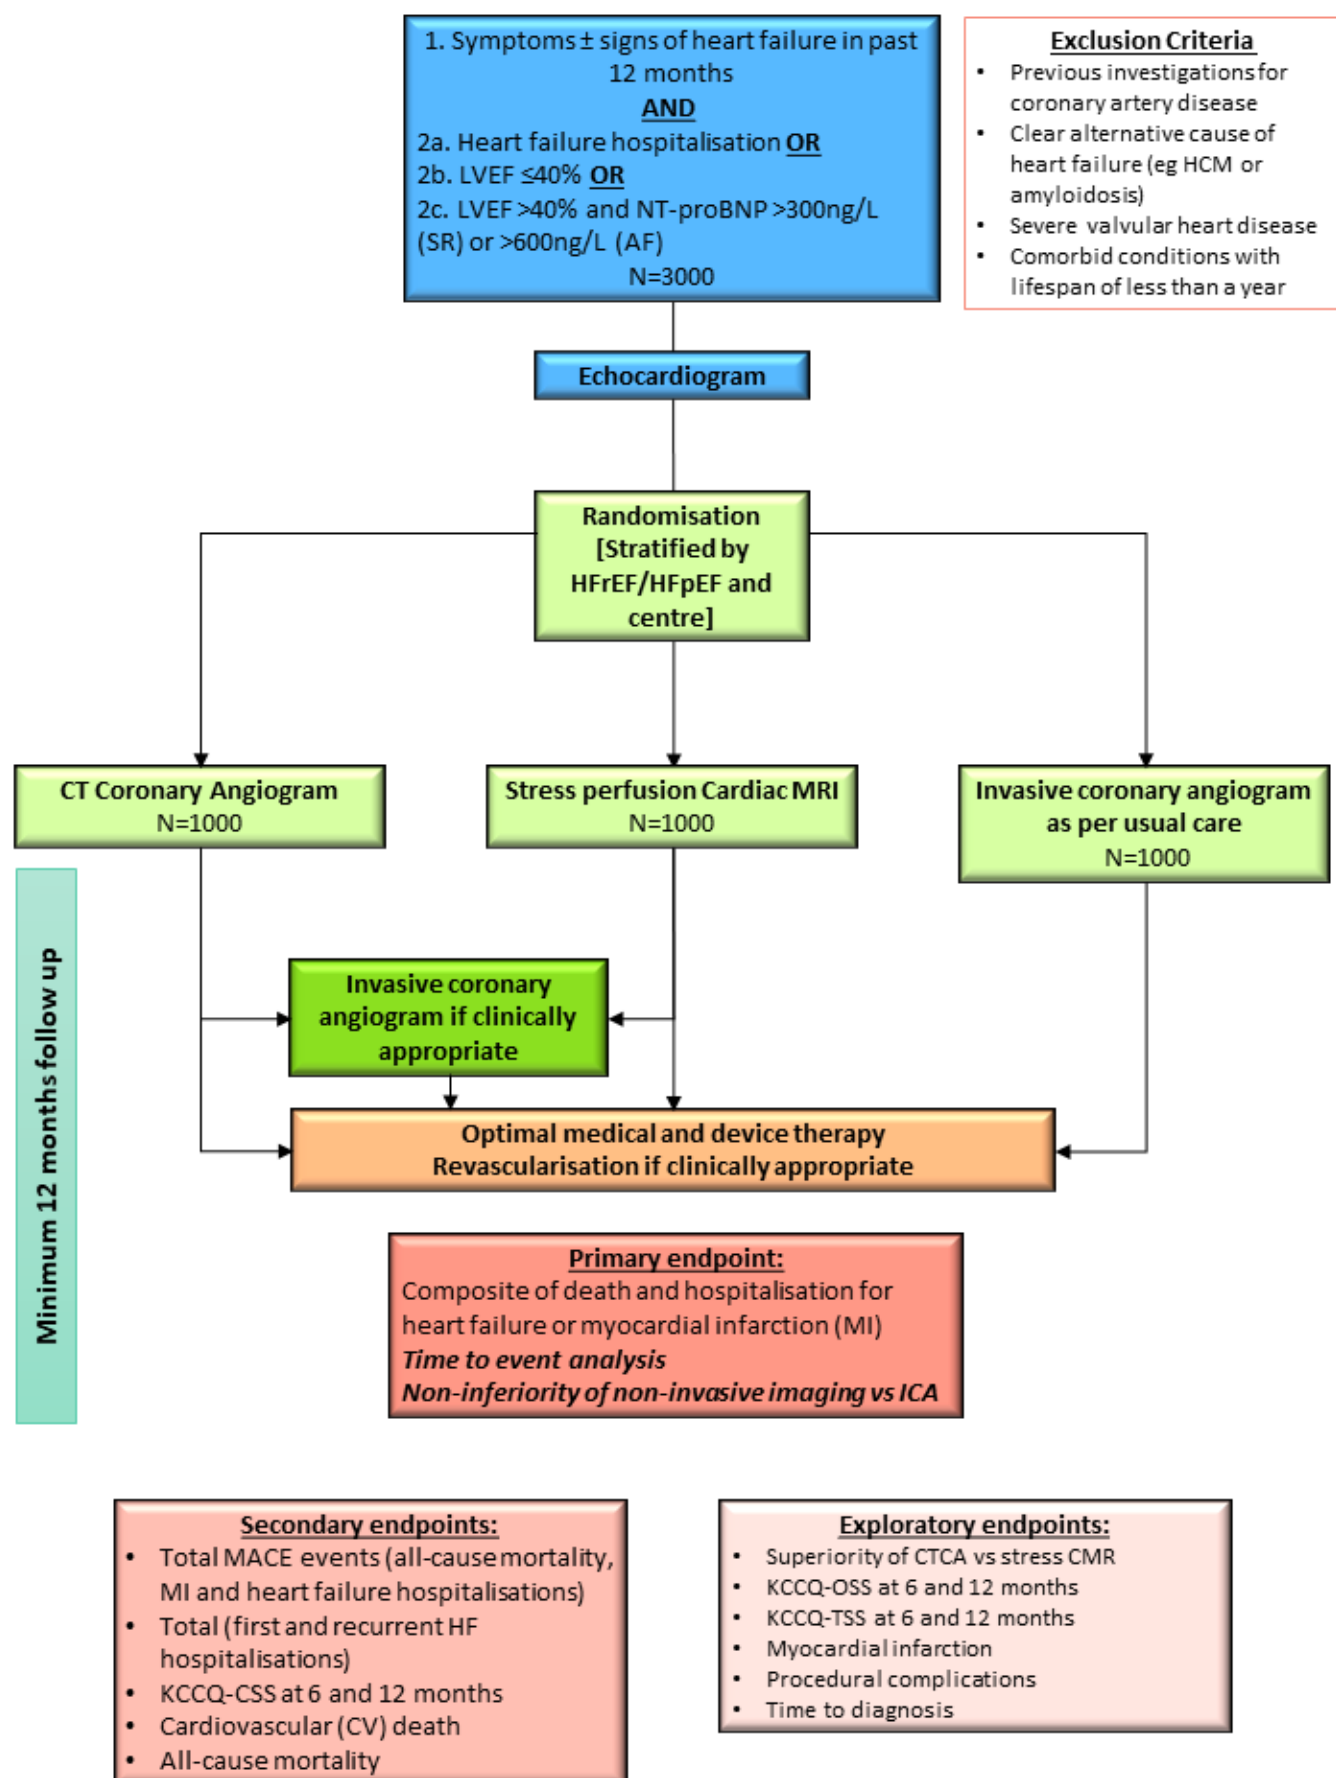 1. Symptoms ± signs of heart failure in past
12 months
AND
2a. Heart failure hospitalisation OR
2b. LVEF ≤40% OR
2c. LVEF >40% and NT-proBNP >300ng/L
(SR) or >600ng/L (AF)
N=3000
Exclusion Criteria
• Previous investigations for
coronary artery disease
• Clear alternative cause of
heart failure (eg HCM or
amyloidosis)
• Severe valvular heart disease
• Comorbid conditions with
lifespan of less than a year
Echocardiogram
Randomisation
[Stratified by
HFrEF/HFpEF and
centre]
CT Coronary Angiogram
N=1000
Stress perfusion Cardiac MRI
N=1000
Invasive coronary angiogram
as per usual care
N=1000
Minimum 12 months follow up
Invasive coronary
angiogram if clinically
appropriate
Optimal medical and device therapy
Revascularisation if clinically appropriate
Primary endpoint:
Composite of death and hospitalisation for
heart failure or myocardial infarction (MI)
Time to event analysis
Non-inferiority of non-invasive imaging vs ICA
Secondary endpoints:
• Total MACE events (all-cause mortality,
MI and heart failure hospitalisations)
• Total (first and recurrent HF
hospitalisations)
• KCCQ-CSS at 6 and 12 months
• Cardiovascular (CV) death
• All-cause mortality
Exploratory endpoints:
• Superiority of CTCA vs stress CMR
• KCCQ-OSS at 6 and 12 months
• KCCQ-TSS at 6 and 12 months
• Myocardial infarction
• Procedural complications
• Time to diagnosis